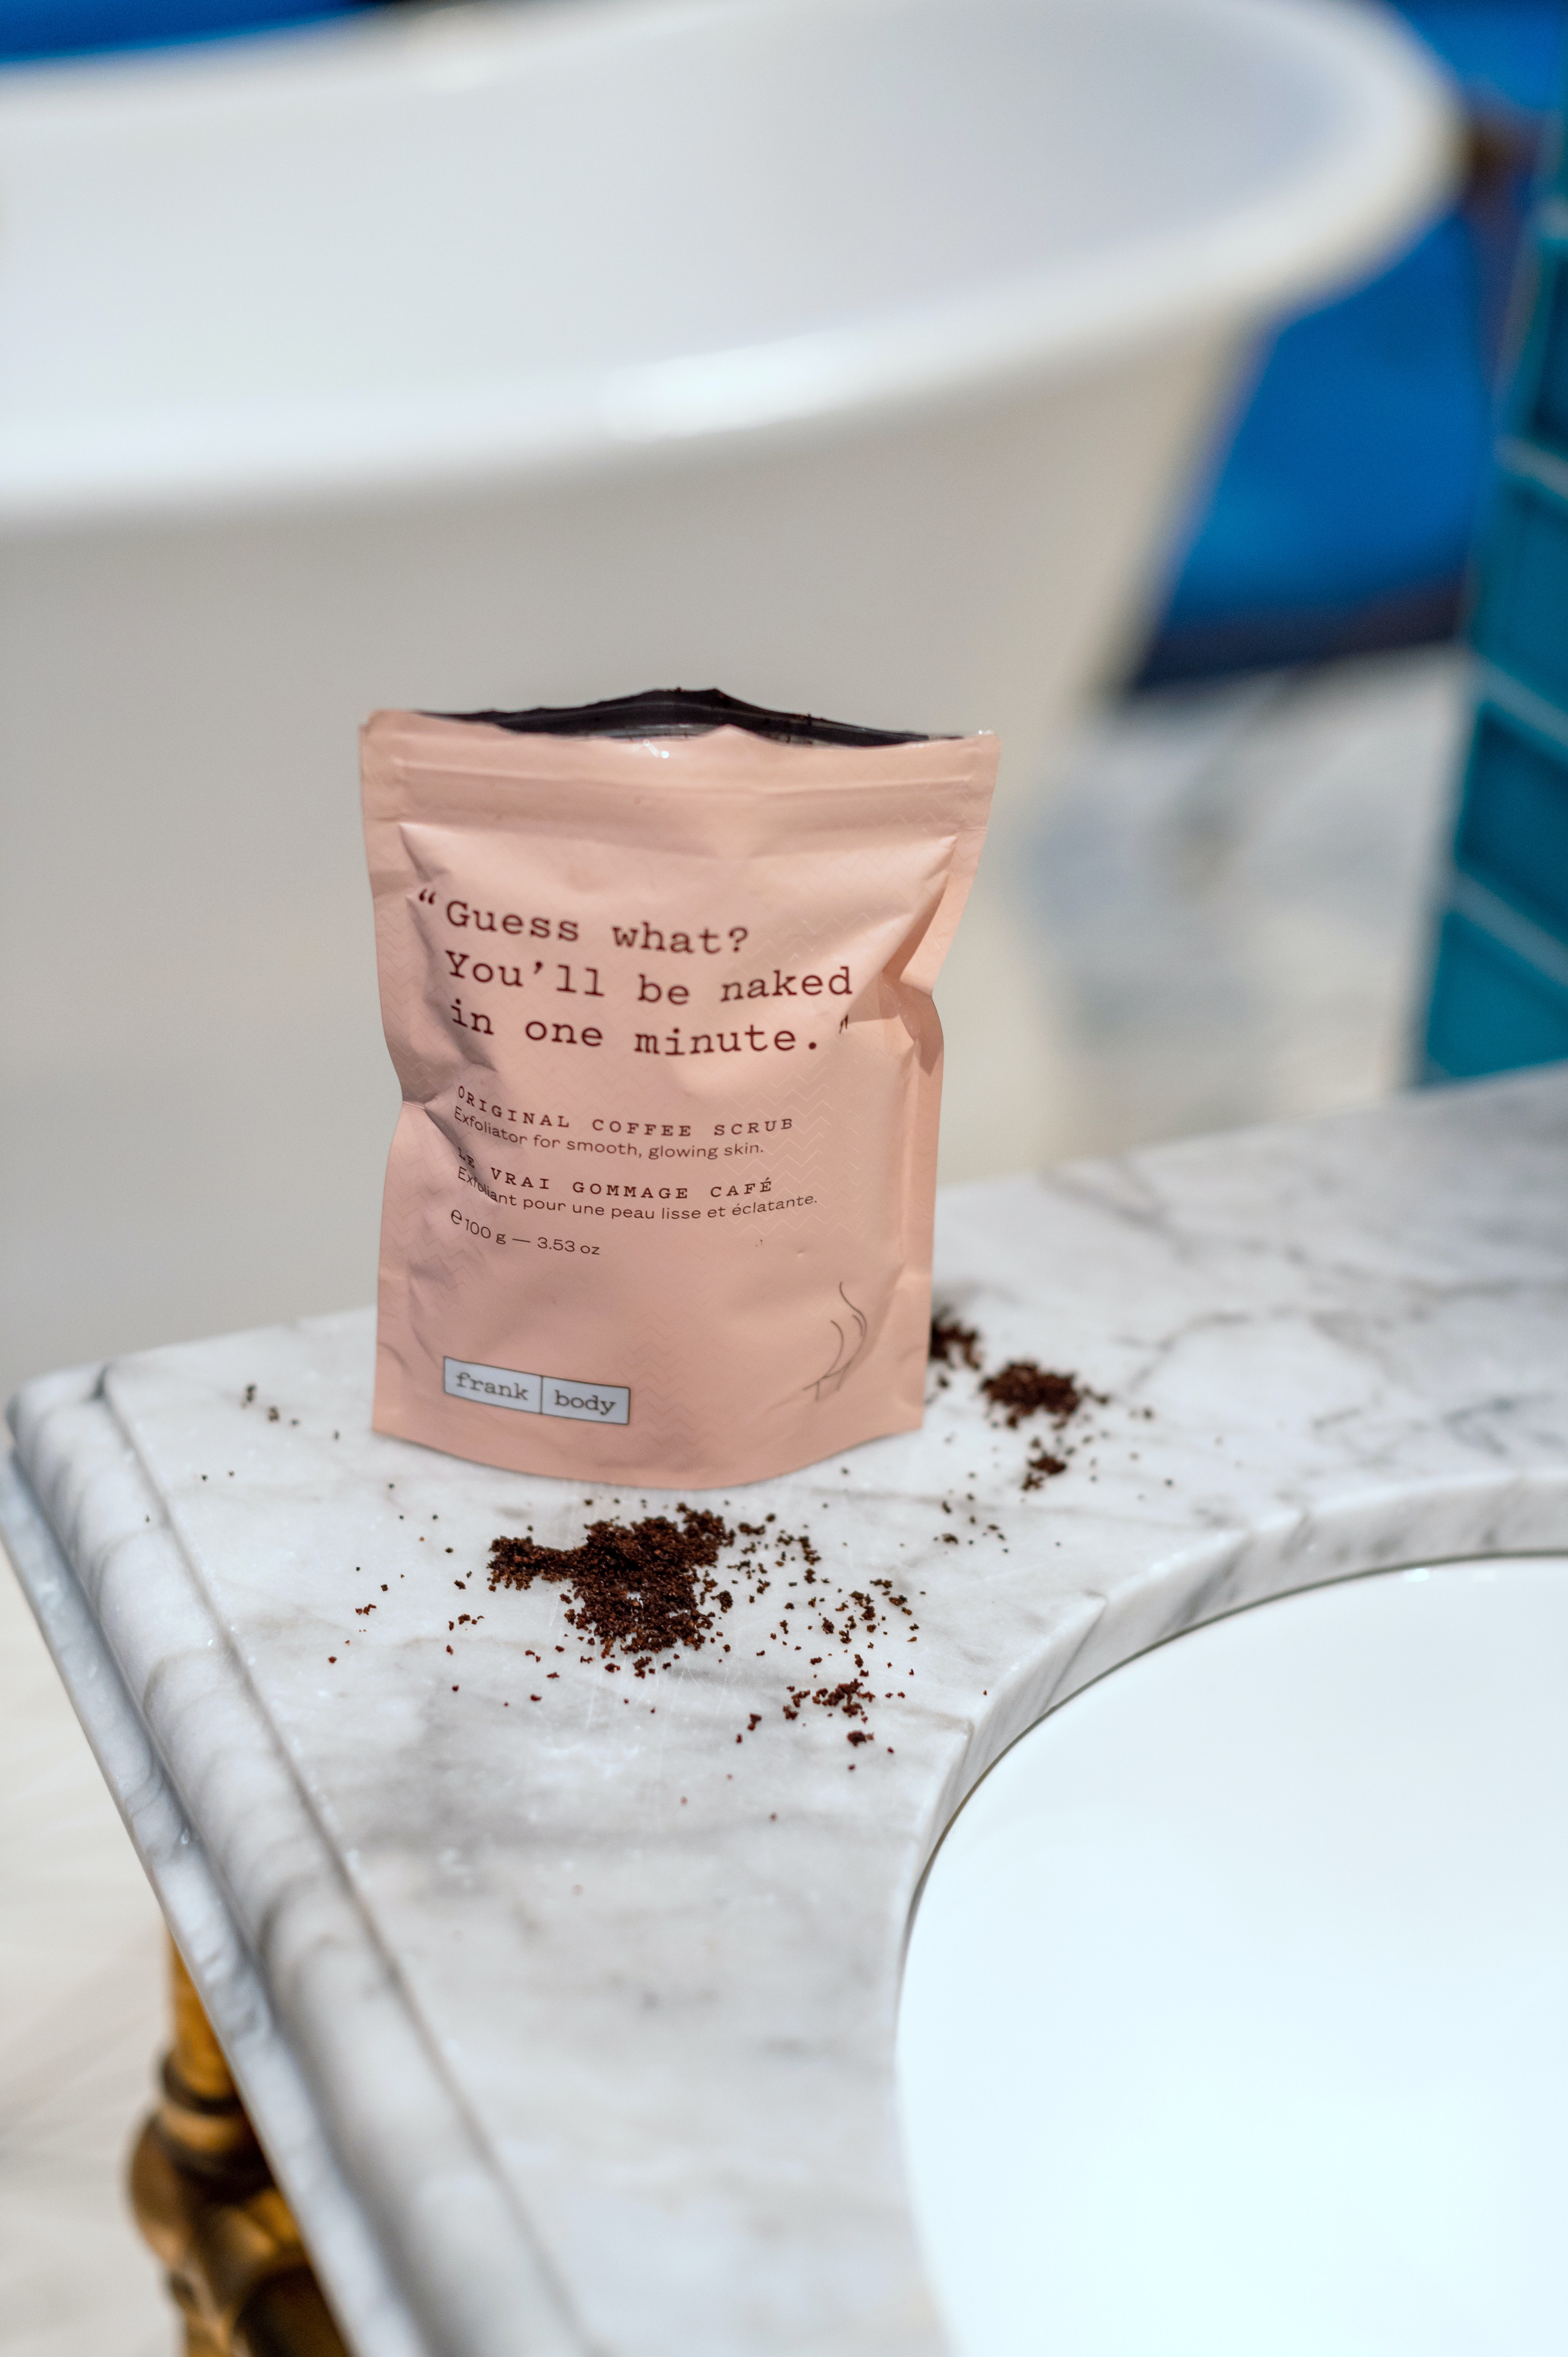 “Guess what?
You’ll be naked
in one minute.”
ORIGINAL COFFEE SCRUB
Exfoliator for smooth, glowing skin.
LE VRAI GOMMAGE CAFÉ
Exfoliant pour une peau lisse et éclatante.
℮ 100 g — 3.53 oz
frank body